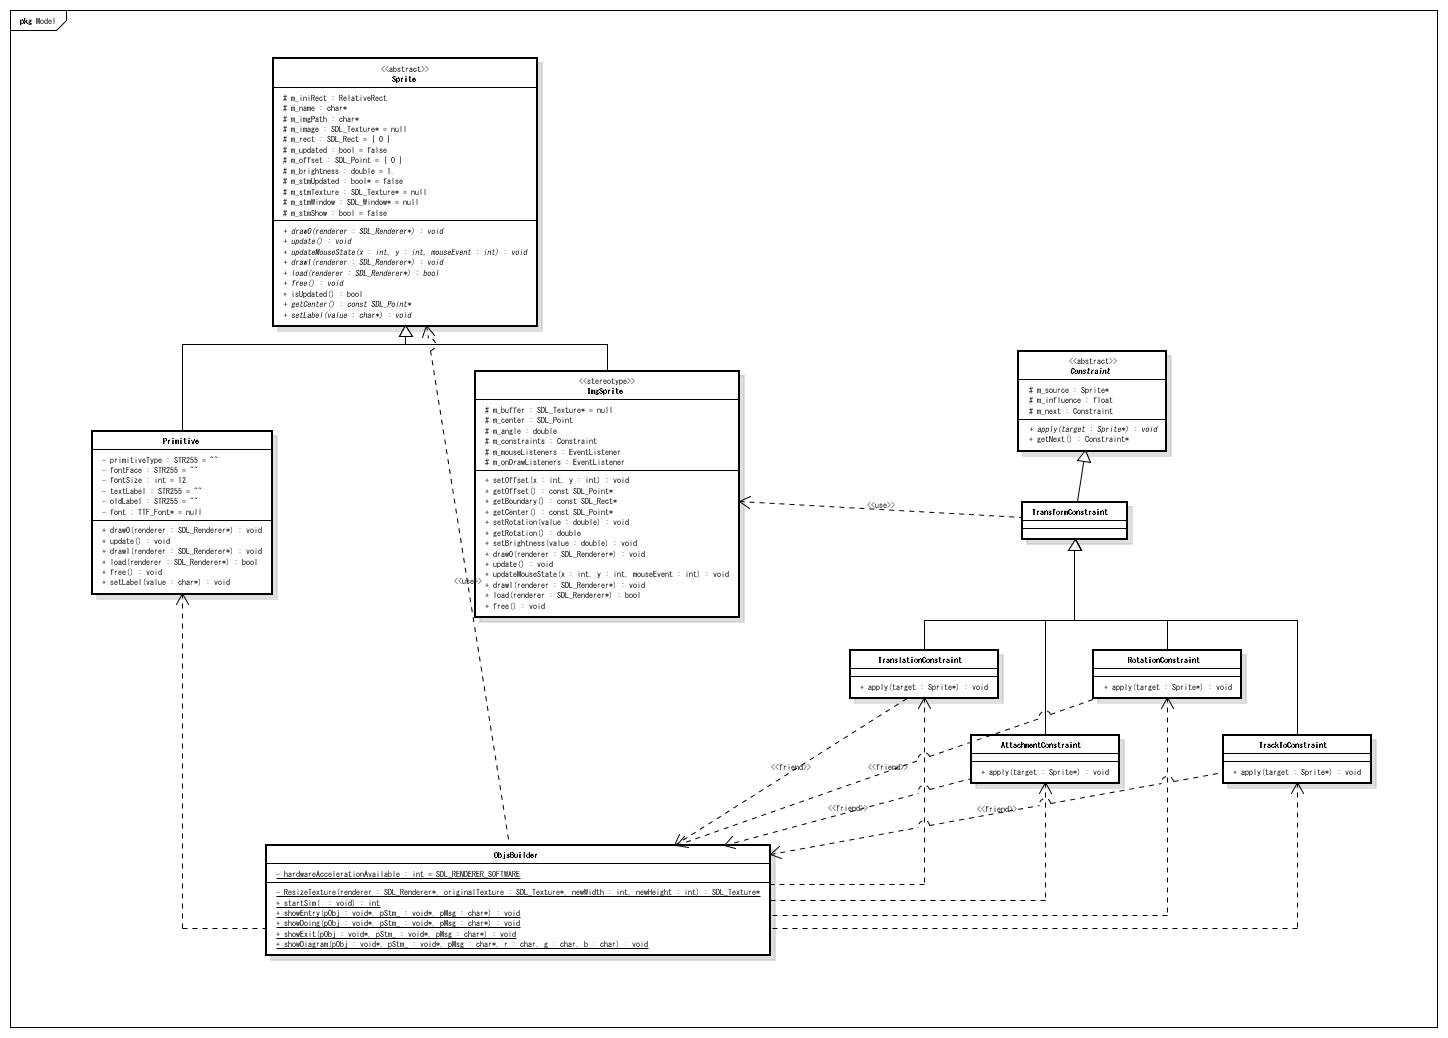 pkg Model
<<abstract>>
Sprite
# m_iniRect : RelativeRect
# m_name : char*
# m_imgPath : char*
# m_image : SDL_Texture* = null
# m_rect : SDL_Rect = { 0 }
# m_updated : bool = false
# m_offset : SDL_Point = { 0 }
# m_brightness : double = 1.
# m_stmUpdated : bool* = false
# m_stmTexture : SDL_Texture* = null
# m_stmWindow : SDL_Window* = null
# m_stmShow : bool = false
+ draw0(renderer : SDL_Renderer*) : void
+ update() : void
+ updateMouseState(x : int, y : int, mouseEvent : int) : void
+ draw1(renderer : SDL_Renderer*) : void
+ load(renderer : SDL_Renderer*) : bool
+ free() : void
+ isUpdated() : bool
+ getCenter() : const SDL_Point*
+ setLabel(value : char*) : void
<<stereotype>>
ImgSprite
# m_buffer : SDL_Texture* = null
# m_center : SDL_Point
# m_angle : double
# m_constraints : Constraint
# m_mouseListeners : EventListener
# m_onDrawListeners : EventListener
+ setOffset(x : int, y : int) : void
+ getOffset() : const SDL_Point*
+ getBoundary() : const SDL_Rect*
+ getCenter() : const SDL_Point*
+ setRotation(value : double) : void
+ getRotation() : double
+ setBrightness(value : double) : void
+ draw0(renderer : SDL_Renderer*) : void
+ update() : void
+ updateMouseState(x : int, y : int, mouseEvent : int) : void
+ draw1(renderer : SDL_Renderer*) : void
+ load(renderer : SDL_Renderer*) : bool
+ free() : void
<<abstract>>
Constraint
# m_source : Sprite*
# m_influence : float
# m_next : Constraint
+ apply(target : Sprite*) : void
+ getNext() : Constraint*
Primitive
- primitiveType : STR255 = ""
- fontFace : STR255 = ""
- fontSize : int = 12
- textLabel : STR255 = ""
- oldLabel : STR255 = ""
- font : TTF_Font* = null
+ draw0(renderer : SDL_Renderer*) : void
+ update() : void
+ draw1(renderer : SDL_Renderer*) : void
+ load(renderer : SDL_Renderer*) : bool
+ free() : void
+ setLabel(value : char*) : void
<<use>>
TransformConstraint
<<use>>
TranslationConstraint
+ apply(target : Sprite*) : void
RotationConstraint
+ apply(target : Sprite*) : void
AttachmentConstraint
+ apply(target : Sprite*) : void
TrackToConstraint
+ apply(target : Sprite*) : void
<<friend>>
<<friend>>
<<friend>>
<<friend>>
ObjsBuilder
- hardwareAccelerationAvailable : int = SDL_RENDERER_SOFTWARE
- ResizeTexture(renderer : SDL_Renderer*, originalTexture : SDL_Texture*, newWidth : int, newHeight : int) : SDL_Texture*
+ startSim( : void) : int
+ showEntry(pObj : void*, pStm_ : void*, pMsg : char*) : void
+ showDoing(pObj : void*, pStm_ : void*, pMsg : char*) : void
+ showExit(pObj : void*, pStm_ : void*, pMsg : char*) : void
+ showDiagram(pObj : void*, pStm_ : void*, pMsg : char*, r : char, g : char, b : char) : void